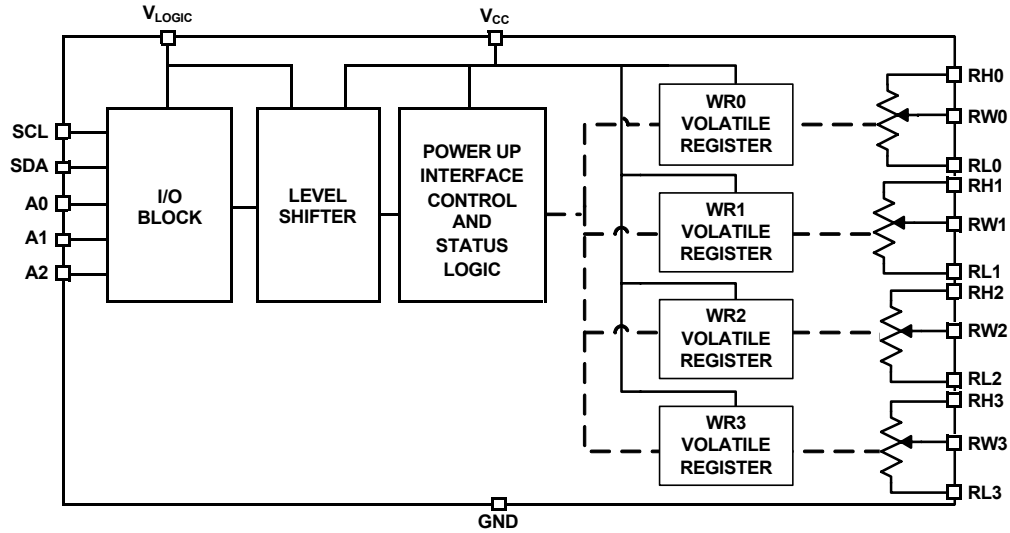 VLOGIC
VCC
SCL
SDA
A0
A1
A2
I/O
BLOCK
LEVEL
SHIFTER
POWER UP
INTERFACE
CONTROL
AND
STATUS
LOGIC
WR0
VOLATILE
REGISTER
WR1
VOLATILE
REGISTER
WR2
VOLATILE
REGISTER
WR3
VOLATILE
REGISTER
RH0
RW0
RL0
RH1
RW1
RL1
RH2
RW2
RL2
RH3
RW3
RL3
GND